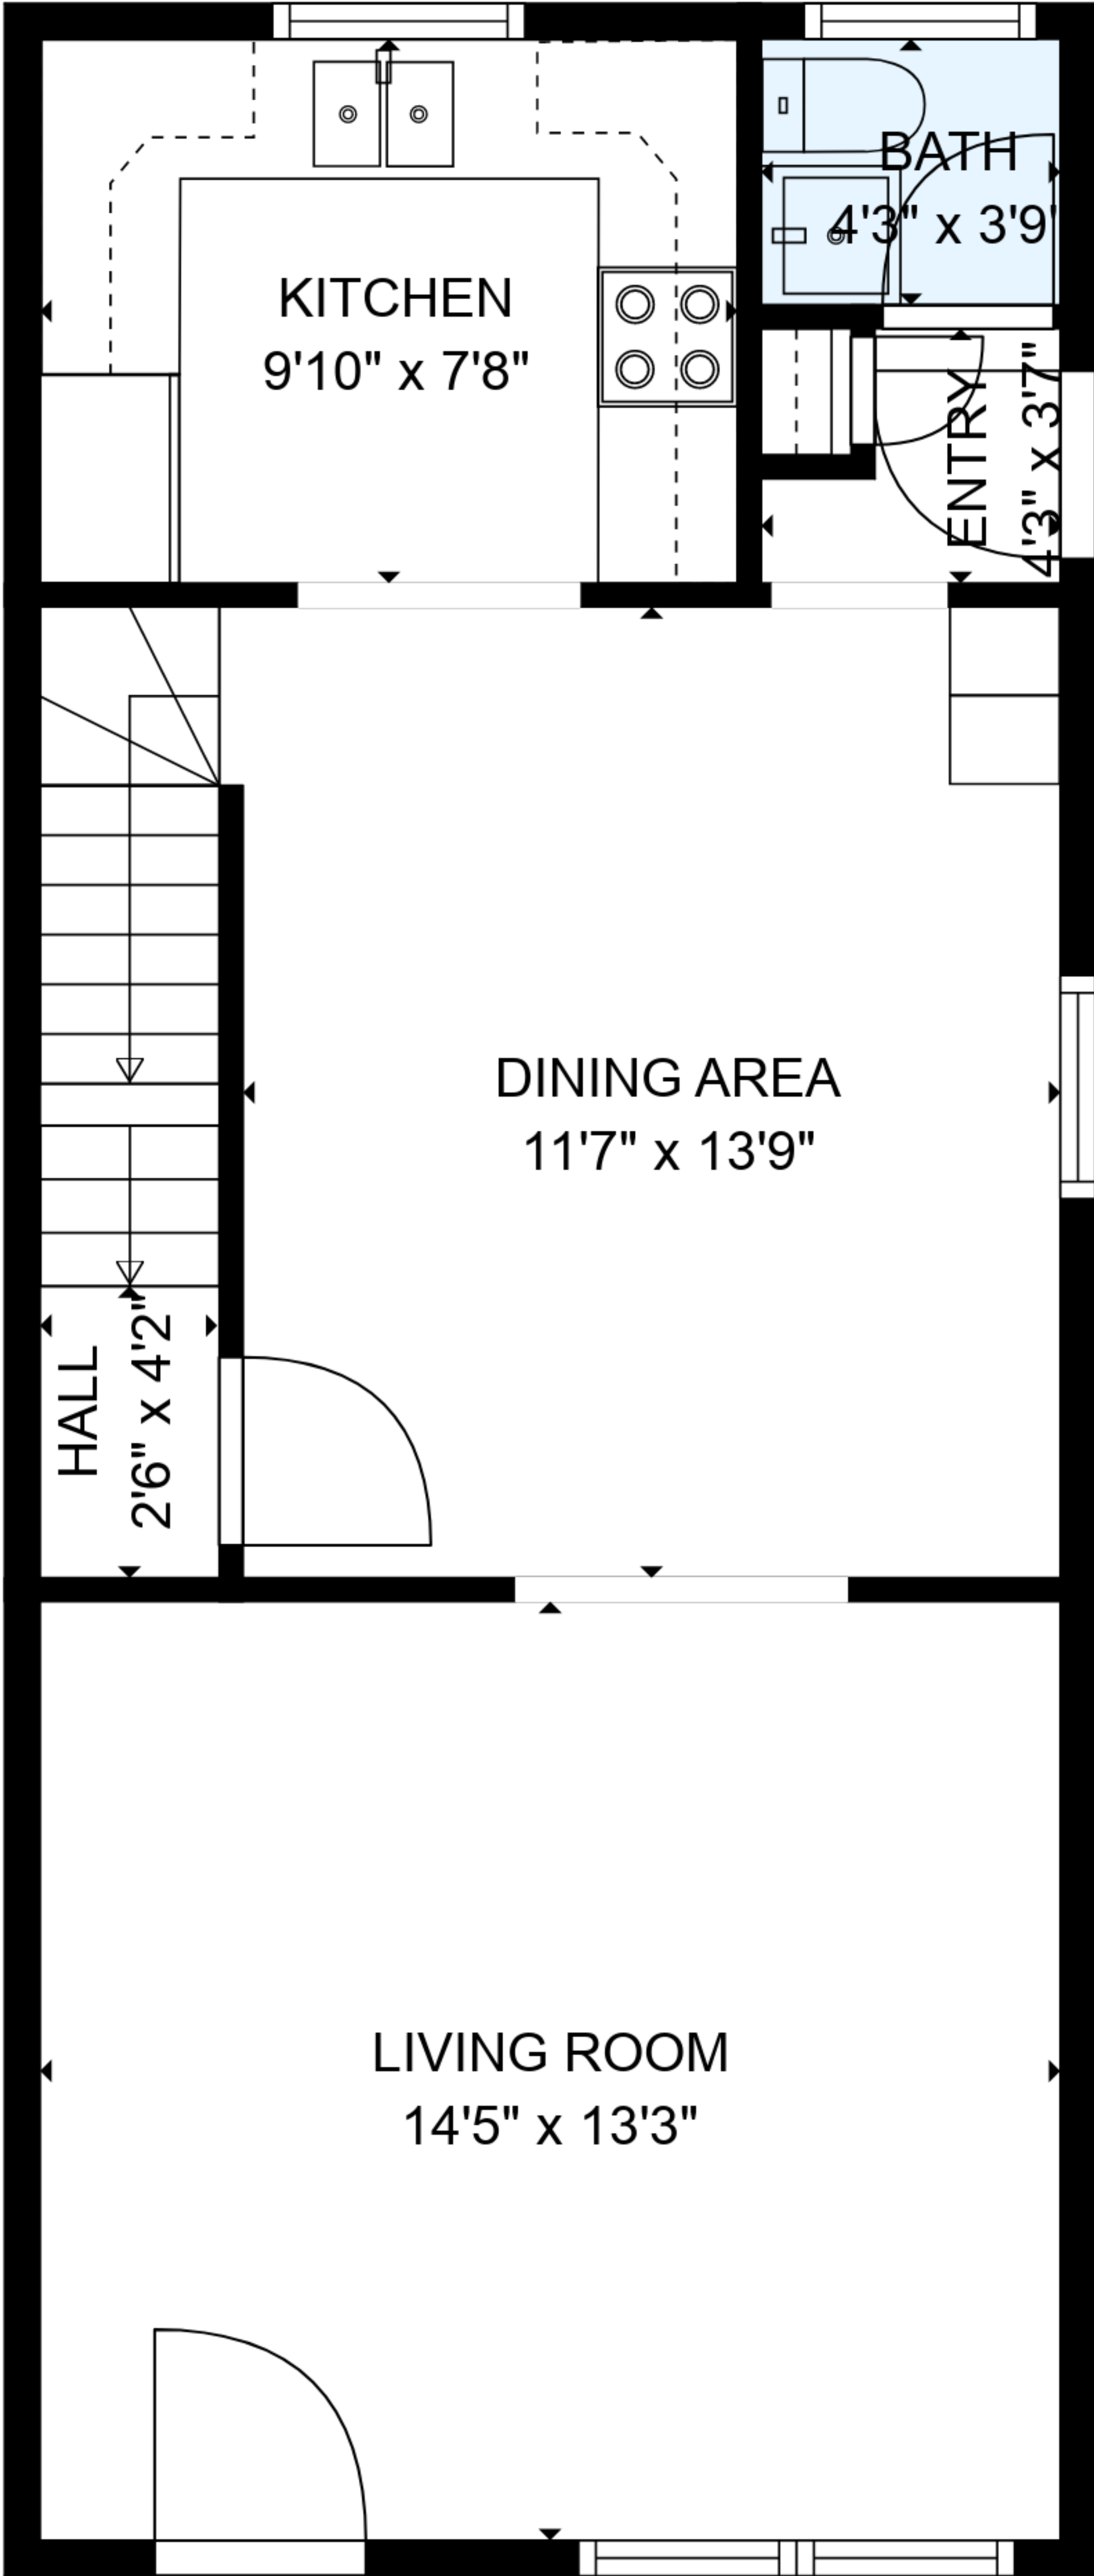 BATH
4'3" x 3'9"
KITCHEN
9'10" x 7'8"
ENTRY
4'3" x 3'7"
DINING AREA
11'7" x 13'9"
HALL
2'6" x 4'2"
LIVING ROOM
14'5" x 13'3"